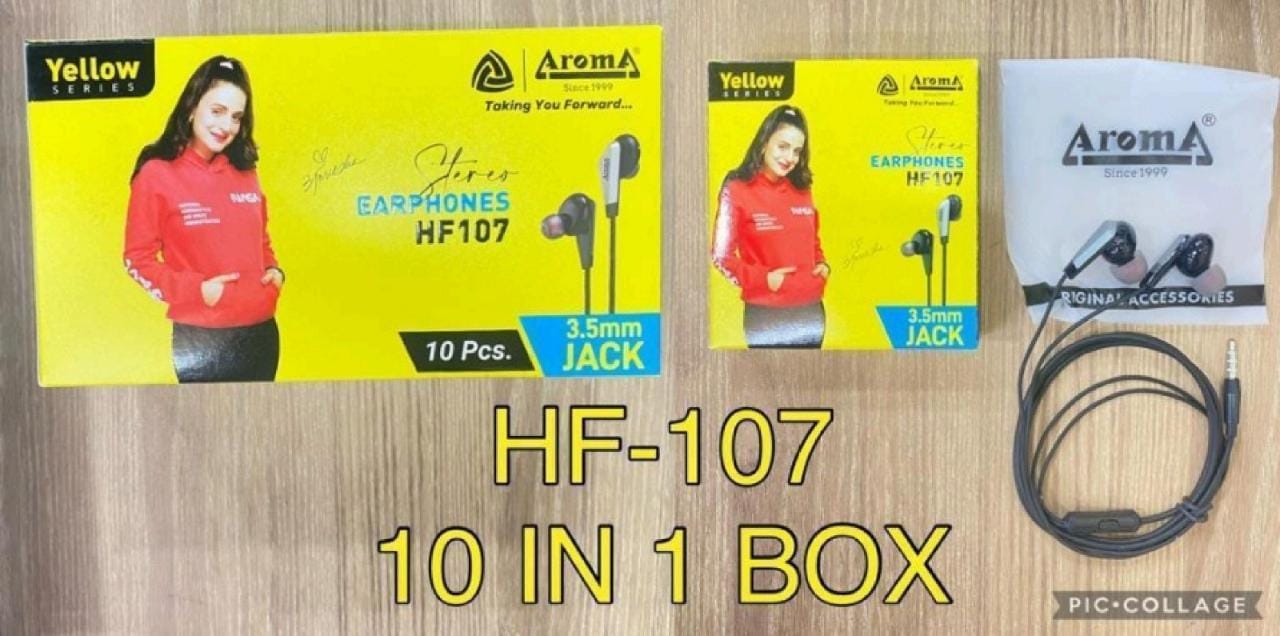 Yellow
SERIES
AromA
Since 1999
Taking You Forward...
Stereo
EARPHONES
HF107
10 Pcs.
3.5mm
JACK
Yellow
SERIES
AromA
Since 1999
Taking You Forward...
Stereo
EARPHONES
HF107
3.5mm
JACK
AromA®
Since 1999
RIGINAL ACCESSORIES
HF-107
10 IN 1 BOX
PIC•COLLAGE